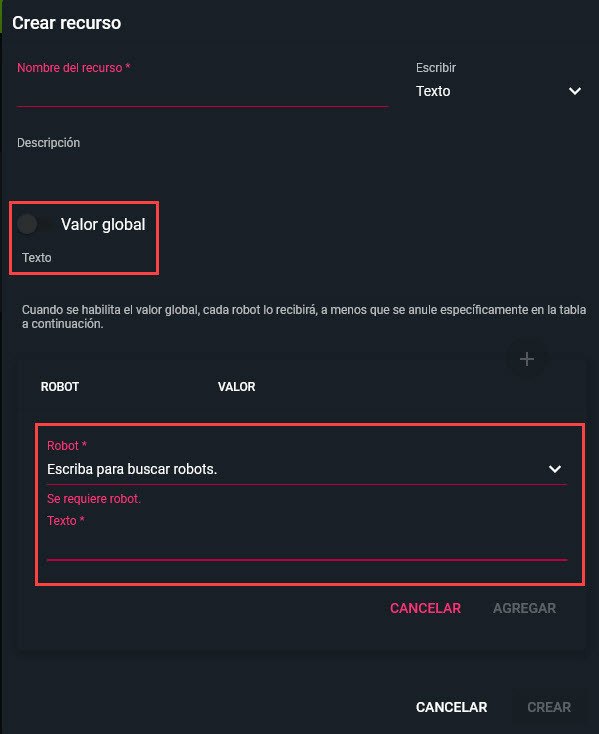 Crear recurso
Nombre del recurso *
Escribir
Texto
Descripción
Valor global
Texto
Cuando se habilita el valor global, cada robot lo recibirá, a menos que se anule específicamente en la tabla
a continuación.
ROBOT VALOR
Robot *
Escriba para buscar robots.
Se requiere robot.
Texto *
CANCELAR AGREGAR
CANCELAR CREAR